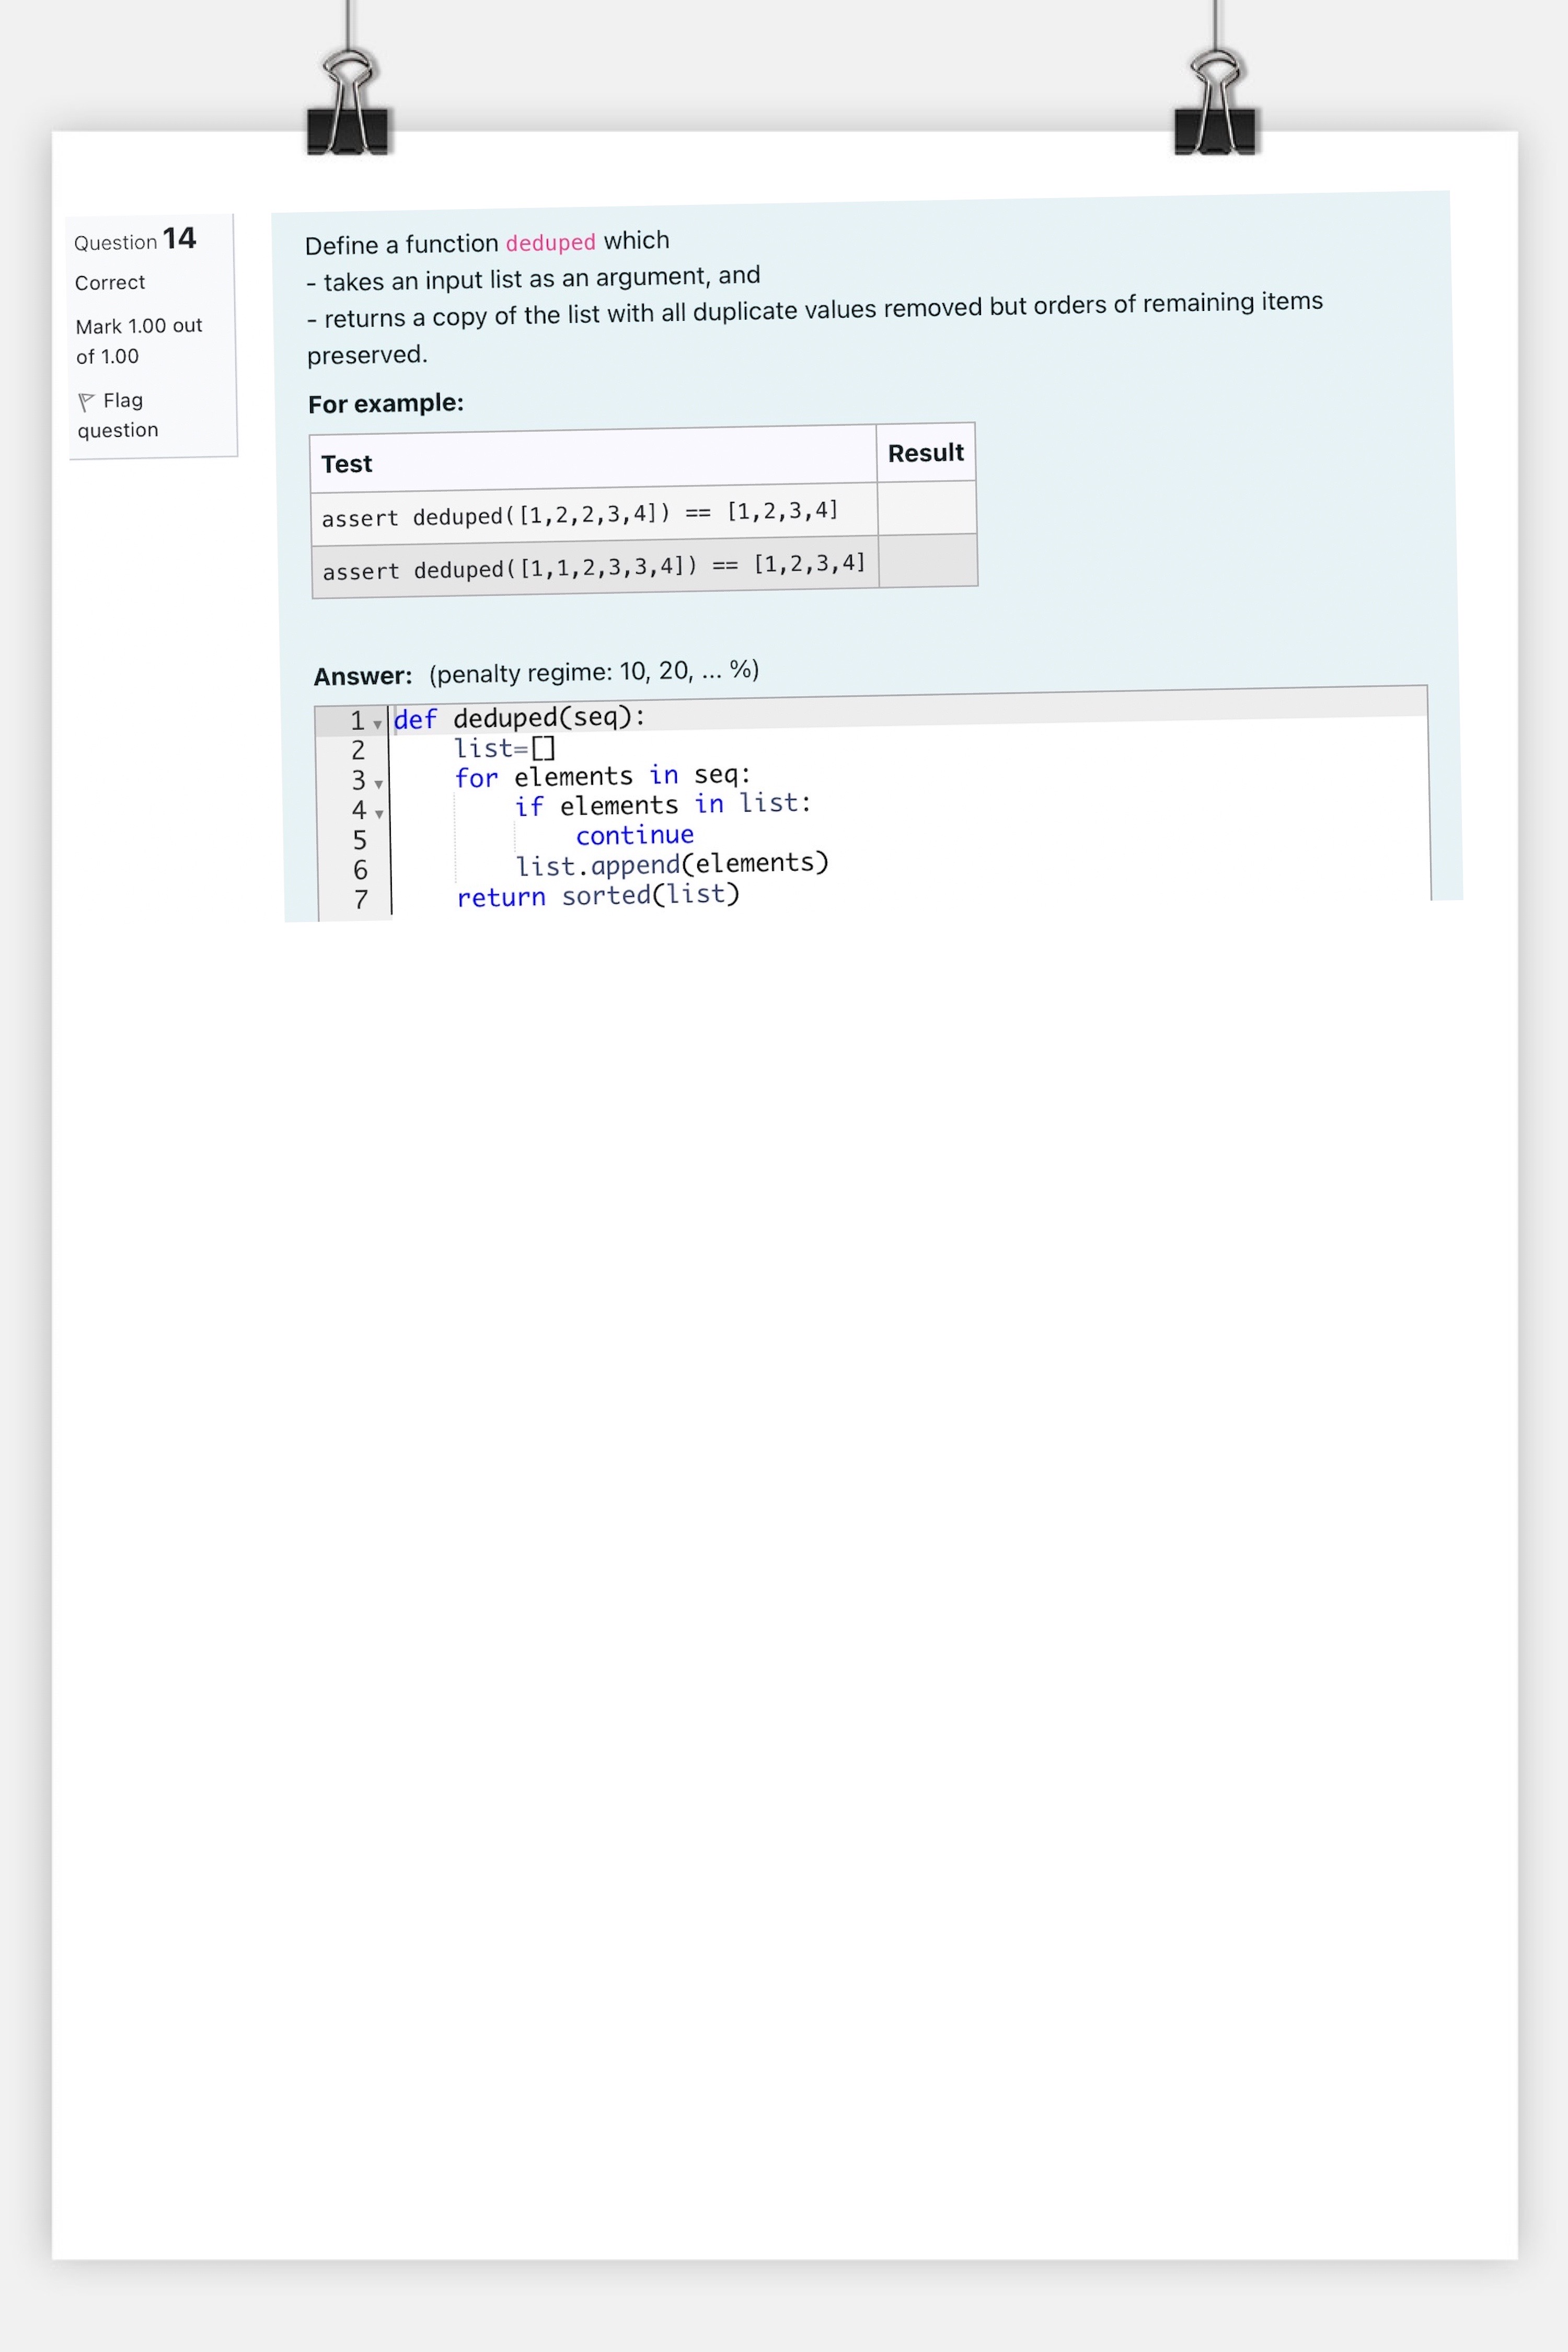 Question 14
Correct
Mark 1.00 out
of 1.00
Flag
question
Define a function deduped which
- takes an input list as an argument, and
- returns a copy of the list with all duplicate values removed but orders of remaining items
preserved.
For example:
Test Result
assert deduped([1,2,2,3,4]) == [1,2,3,4]
assert deduped([1,1,2,3,3,4]) == [1,2,3,4]
Answer: (penalty regime: 10, 20, ... %)
1 def deduped(seq):
2     list=[]
3     for elements in seq:
4         if elements in list:
5             continue
6         list.append(elements)
7     return sorted(list)